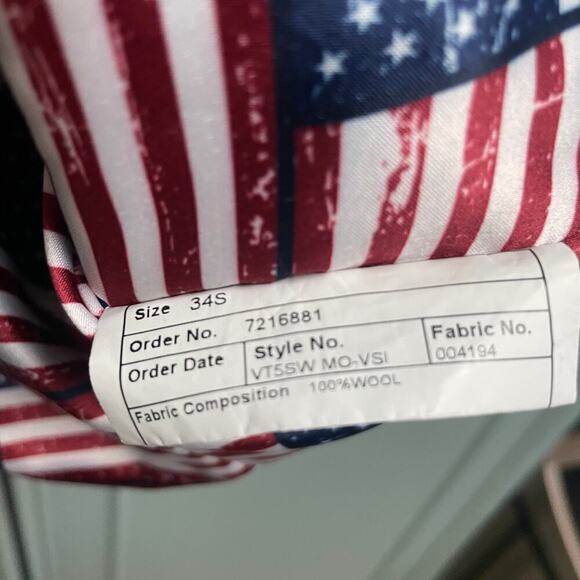 Size 34S
Order No. 7216881
Order Date Style No. Fabric No.
VT5SW MO-VSI 004194
Fabric Composition 100%WOOL